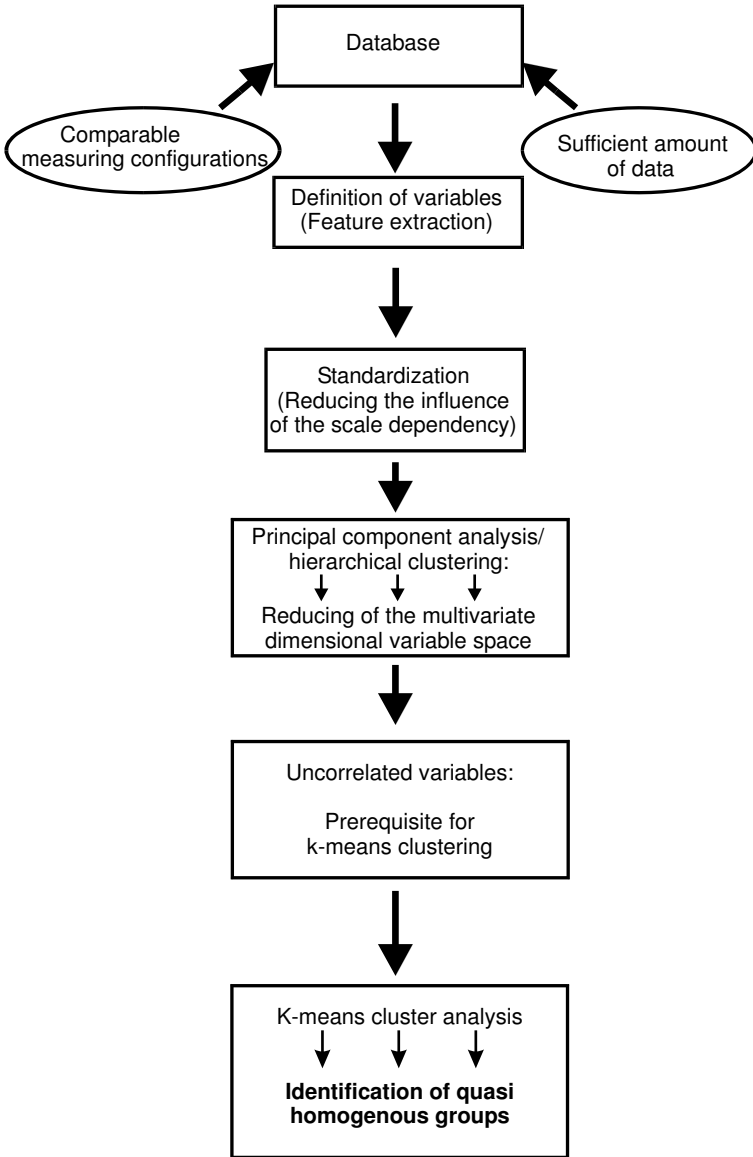 Database
Comparable
measuring configurations
Sufficient amount
of data
Definition of variables
(Feature extraction)
Standardization
(Reducing the influence
of the scale dependency)
Principal component analysis/
hierarchical clustering:
Reducing of the multivariate
dimensional variable space
Uncorrelated variables:
Prerequisite for
k-means clustering
K-means cluster analysis
Identification of quasi
homogenous groups